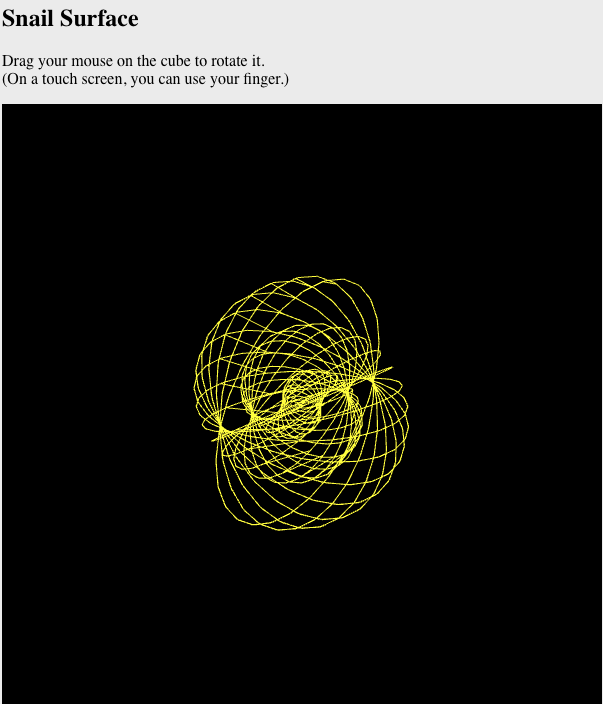 Snail Surface
Drag your mouse on the cube to rotate it.
(On a touch screen, you can use your finger.)